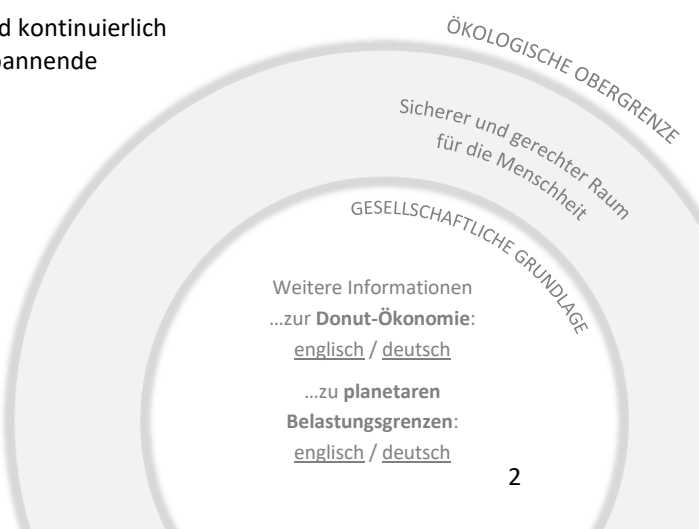 d kontinuierlich
pannende
ÖKOLOGISCHE OBERGRENZE
Sicherer und gerechter Raum
für die Menschheit
GESELLSCHAFTLICHE GRUNDLAGE
Weitere Informationen
…zur Donut-Ökonomie:
englisch / deutsch
…zu planetaren
Belastungsgrenzen:
englisch / deutsch
2